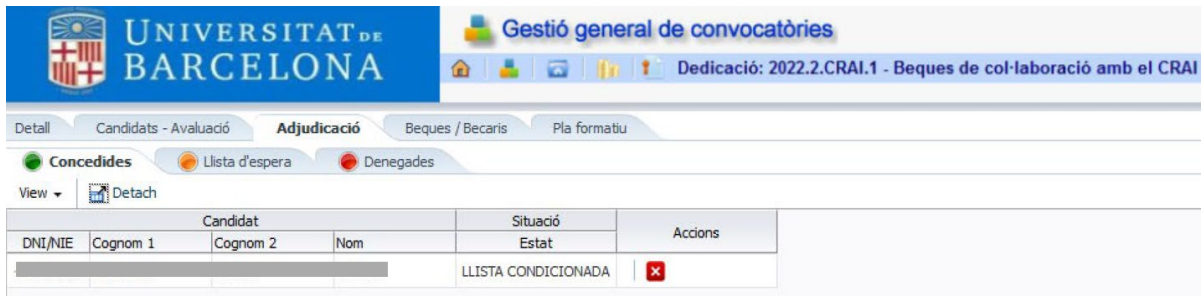 UNIVERSITAT DE
BARCELONA
Gestió general de convocatòries
Dedicació: 2022.2.CRAI.1 - Beques de col·laboració amb el CRAI
Detall Candidats - Avaluació Adjudicació Beques / Becaris Pla formatiu
Concedides Llista d'espera Denegades
View Detach
Candidat Situació Accions
DNI/NIE Cognom 1 Cognom 2 Nom Estat
LLISTA CONDICIONADA